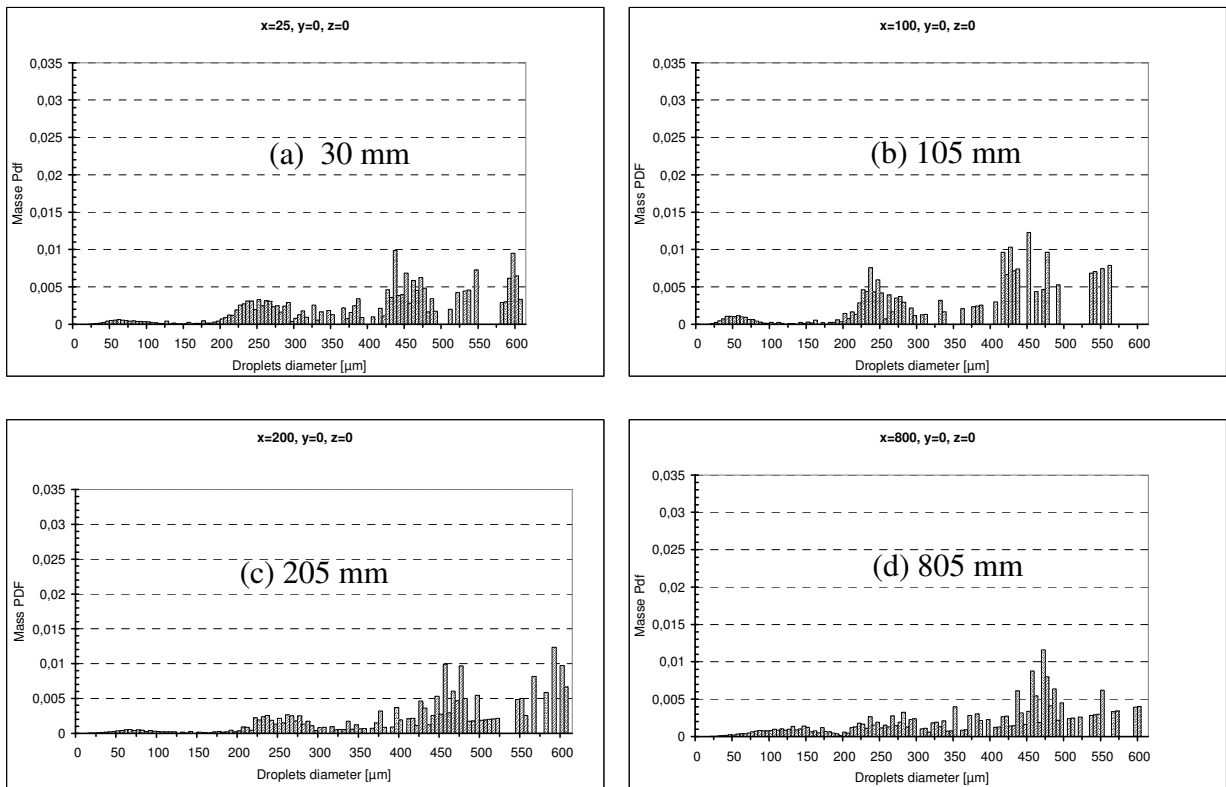 x=25, y=0, z=0
0,035
0,03
0,025
0,02
0,015
0,01
0,005
0
Masse Pdf
(a) 30 mm
0 50 100 150 200 250 300 350 400 450 500 550 600
Droplets diameter [µm]
x=100, y=0, z=0
0,035
0,03
0,025
0,02
0,015
0,01
0,005
0
Masse PDF
(b) 105 mm
0 50 100 150 200 250 300 350 400 450 500 550 600
Droplets diameter [µm]
x=200, y=0, z=0
0,035
0,03
0,025
0,02
0,015
0,01
0,005
0
Mass PDF
(c) 205 mm
0 50 100 150 200 250 300 350 400 450 500 550 600
Droplets diameter [µm]
x=800, y=0, z=0
0,035
0,03
0,025
0,02
0,015
0,01
0,005
0
Masse Pdf
(d) 805 mm
0 50 100 150 200 250 300 350 400 450 500 550 600
Droplets diameter [µm]